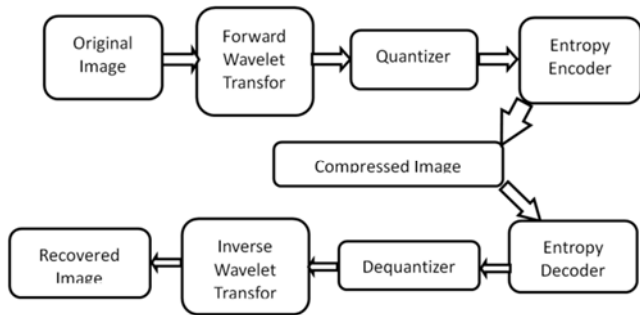 Original
Image
Forward
Wavelet
Transfor
Quantizer
Entropy
Encoder
Compressed Image
Recovered
Image
Inverse
Wavelet
Transfor
Dequantizer
Entropy
Decoder